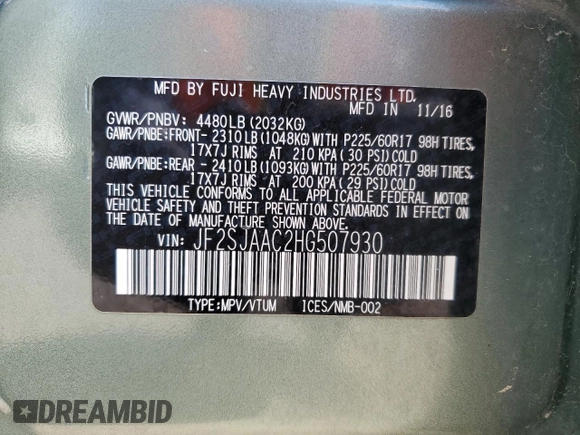 MFD BY FUJI HEAVY INDUSTRIES LTD.
MFD IN 11/16
GVWR/PNBV: 4480LB (2032KG)
GAWR/PNBE:FRONT- 2310LB (1048KG) WITH P225/60R17 98H TIRES,
17X7J RIMS AT 210 KPA ( 30 PSI) COLD
GAWR/PNBE:REAR - 2410LB (1093KG) WITH P225/60R17 98H TIRES,
17X7J RIMS AT 200 KPA ( 29 PSI) COLD
THIS VEHICLE CONFORMS TO ALL APPLICABLE FEDERAL MOTOR
VEHICLE SAFETY AND THEFT PREVENTION STANDARDS IN EFFECT ON
THE DATE OF MANUFACTURE SHOWN ABOVE.
VIN: JF2SJAAC2HG507930
TYPE:MPV/VTUM ICES/NMB-002
DREAMBID